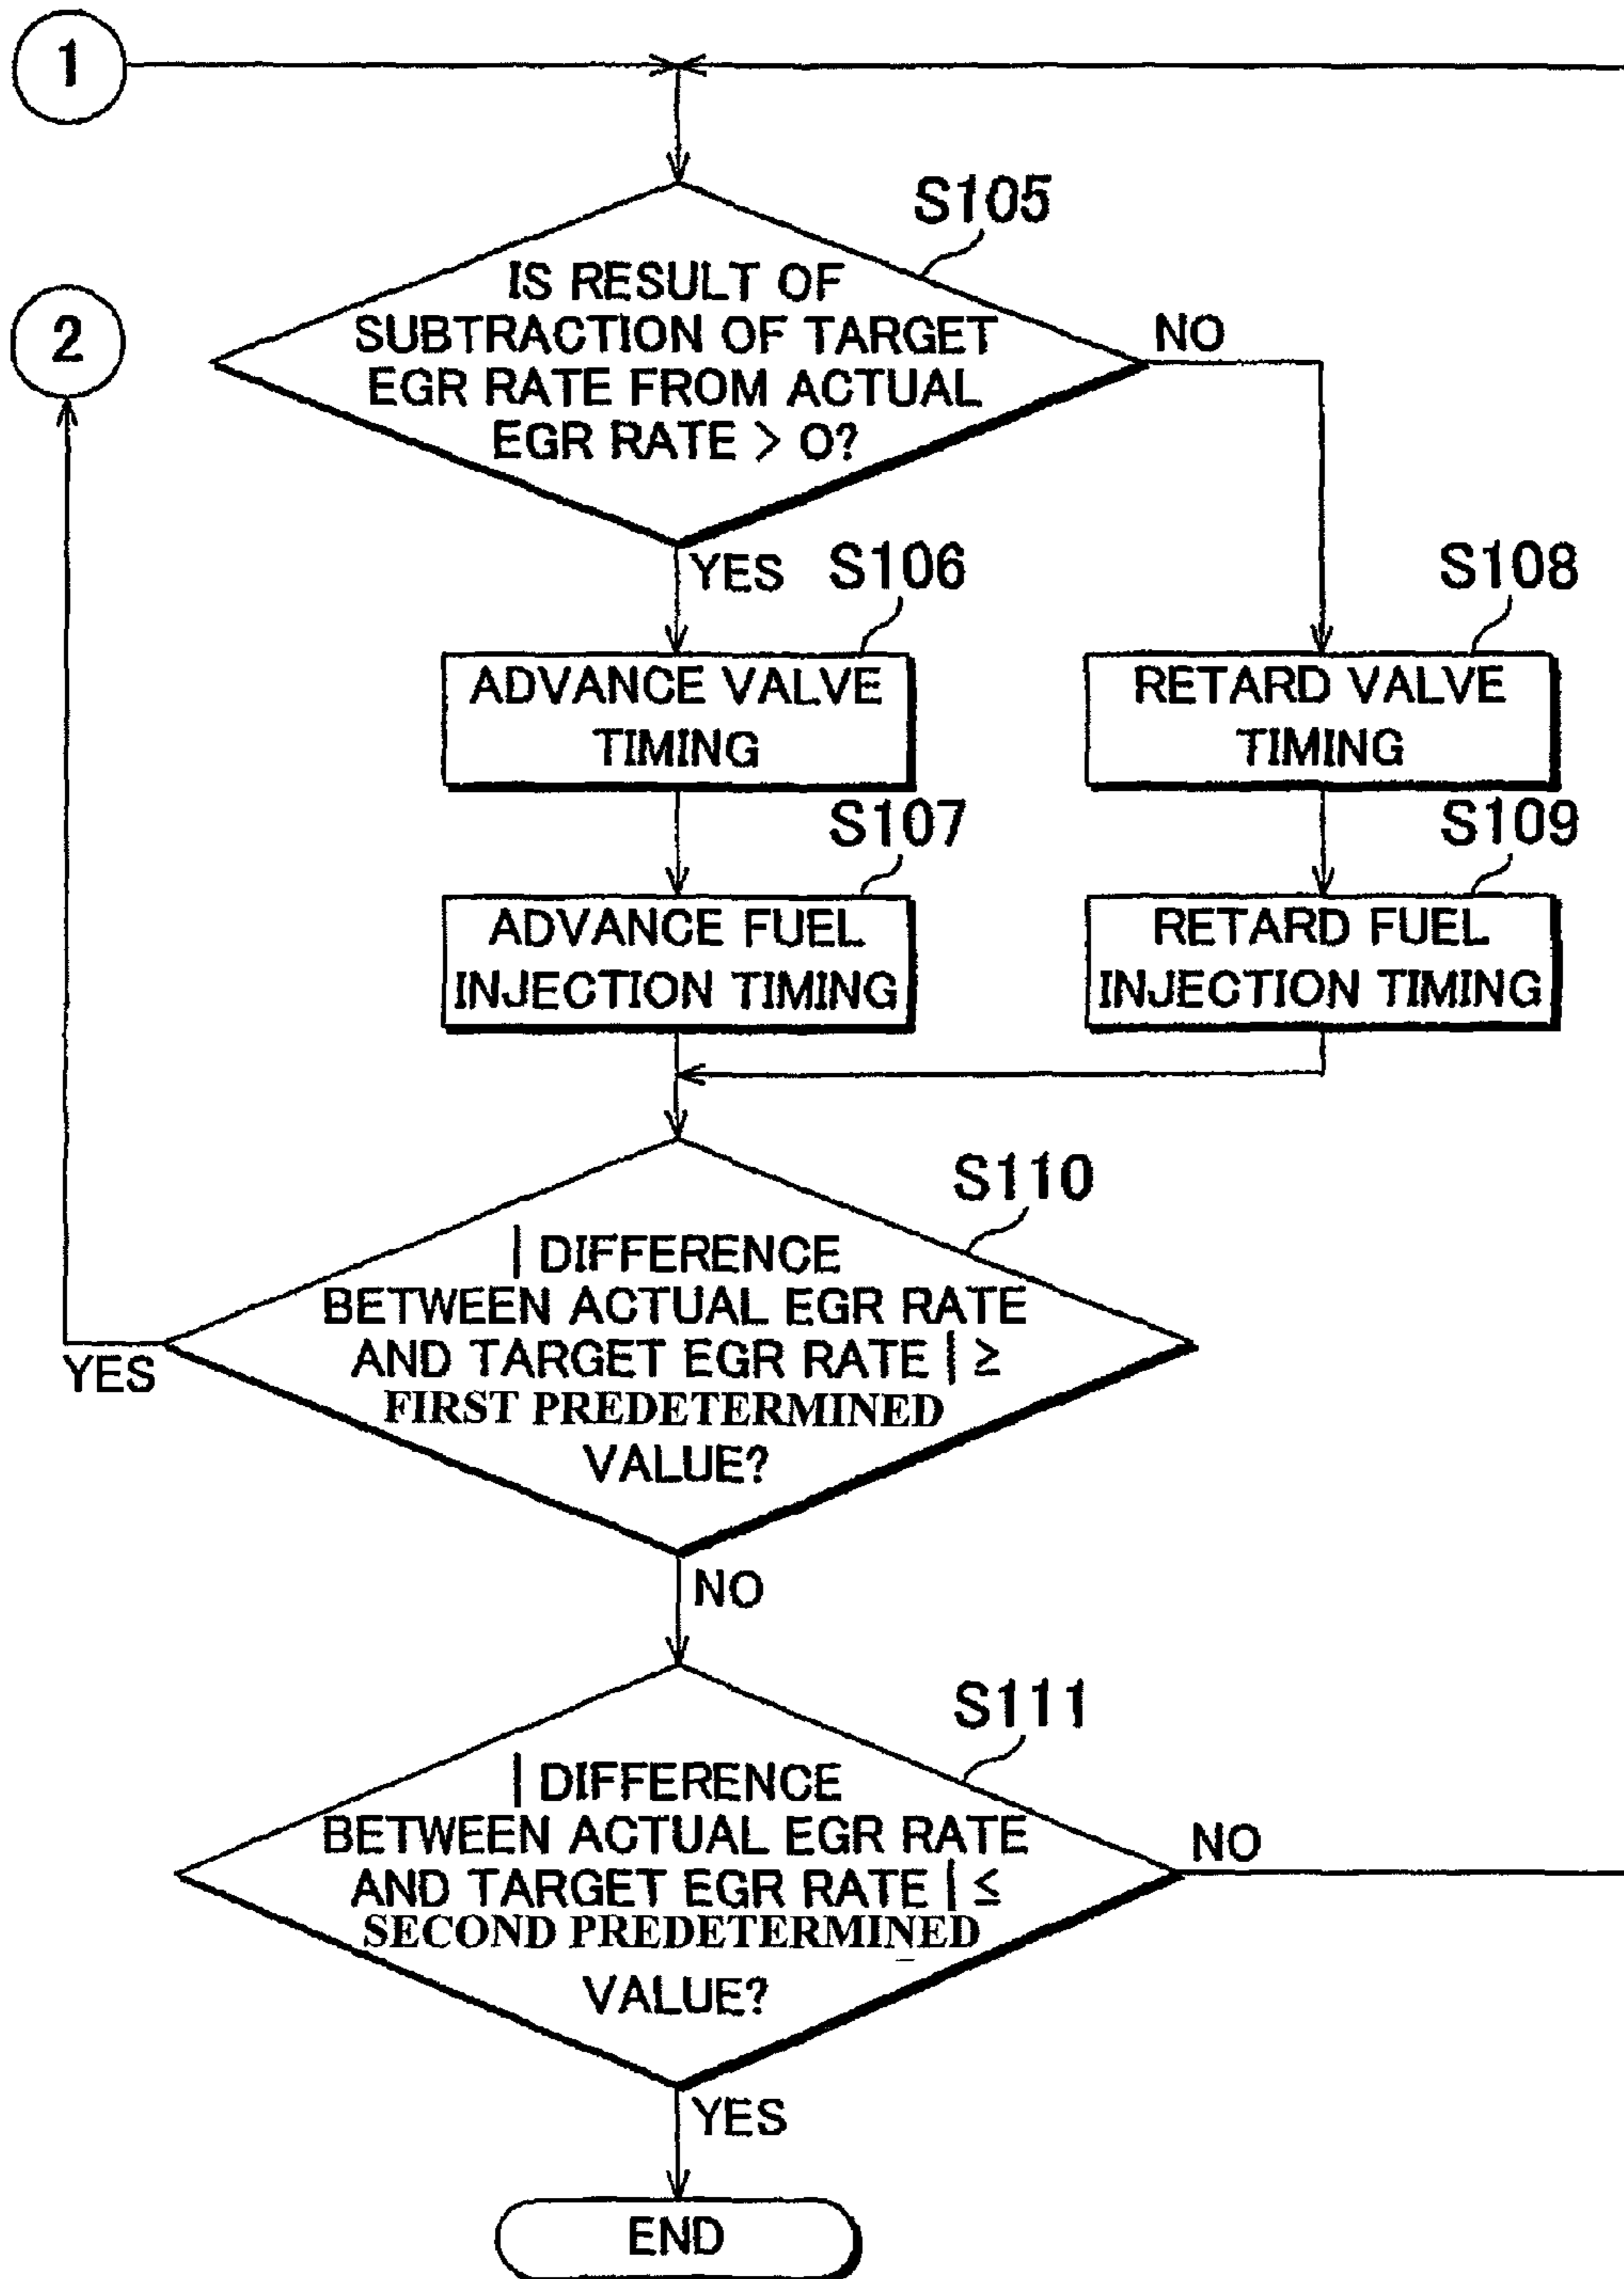 1
S105
IS RESULT OF
SUBTRACTION OF TARGET
EGR RATE FROM ACTUAL
EGR RATE > 0?
NO
2
YES
S106
ADVANCE VALVE
TIMING
S108
RETARD VALVE
TIMING
S107
ADVANCE FUEL
INJECTION TIMING
S109
RETARD FUEL
INJECTION TIMING
S110
| DIFFERENCE
BETWEEN ACTUAL EGR RATE
AND TARGET EGR RATE | ≥
FIRST PREDETERMINED
VALUE?
YES
NO
S111
| DIFFERENCE
BETWEEN ACTUAL EGR RATE
AND TARGET EGR RATE | ≤
SECOND PREDETERMINED
VALUE?
NO
YES
END